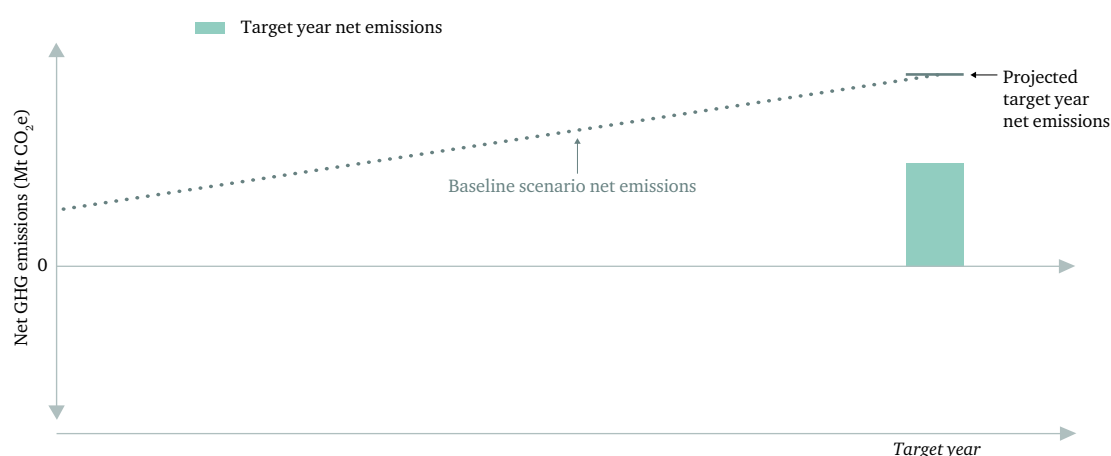 Target year net emissions
Projected
target year
net emissions
Baseline scenario net emissions
Net GHG emissions (Mt CO₂e)
0
Target year